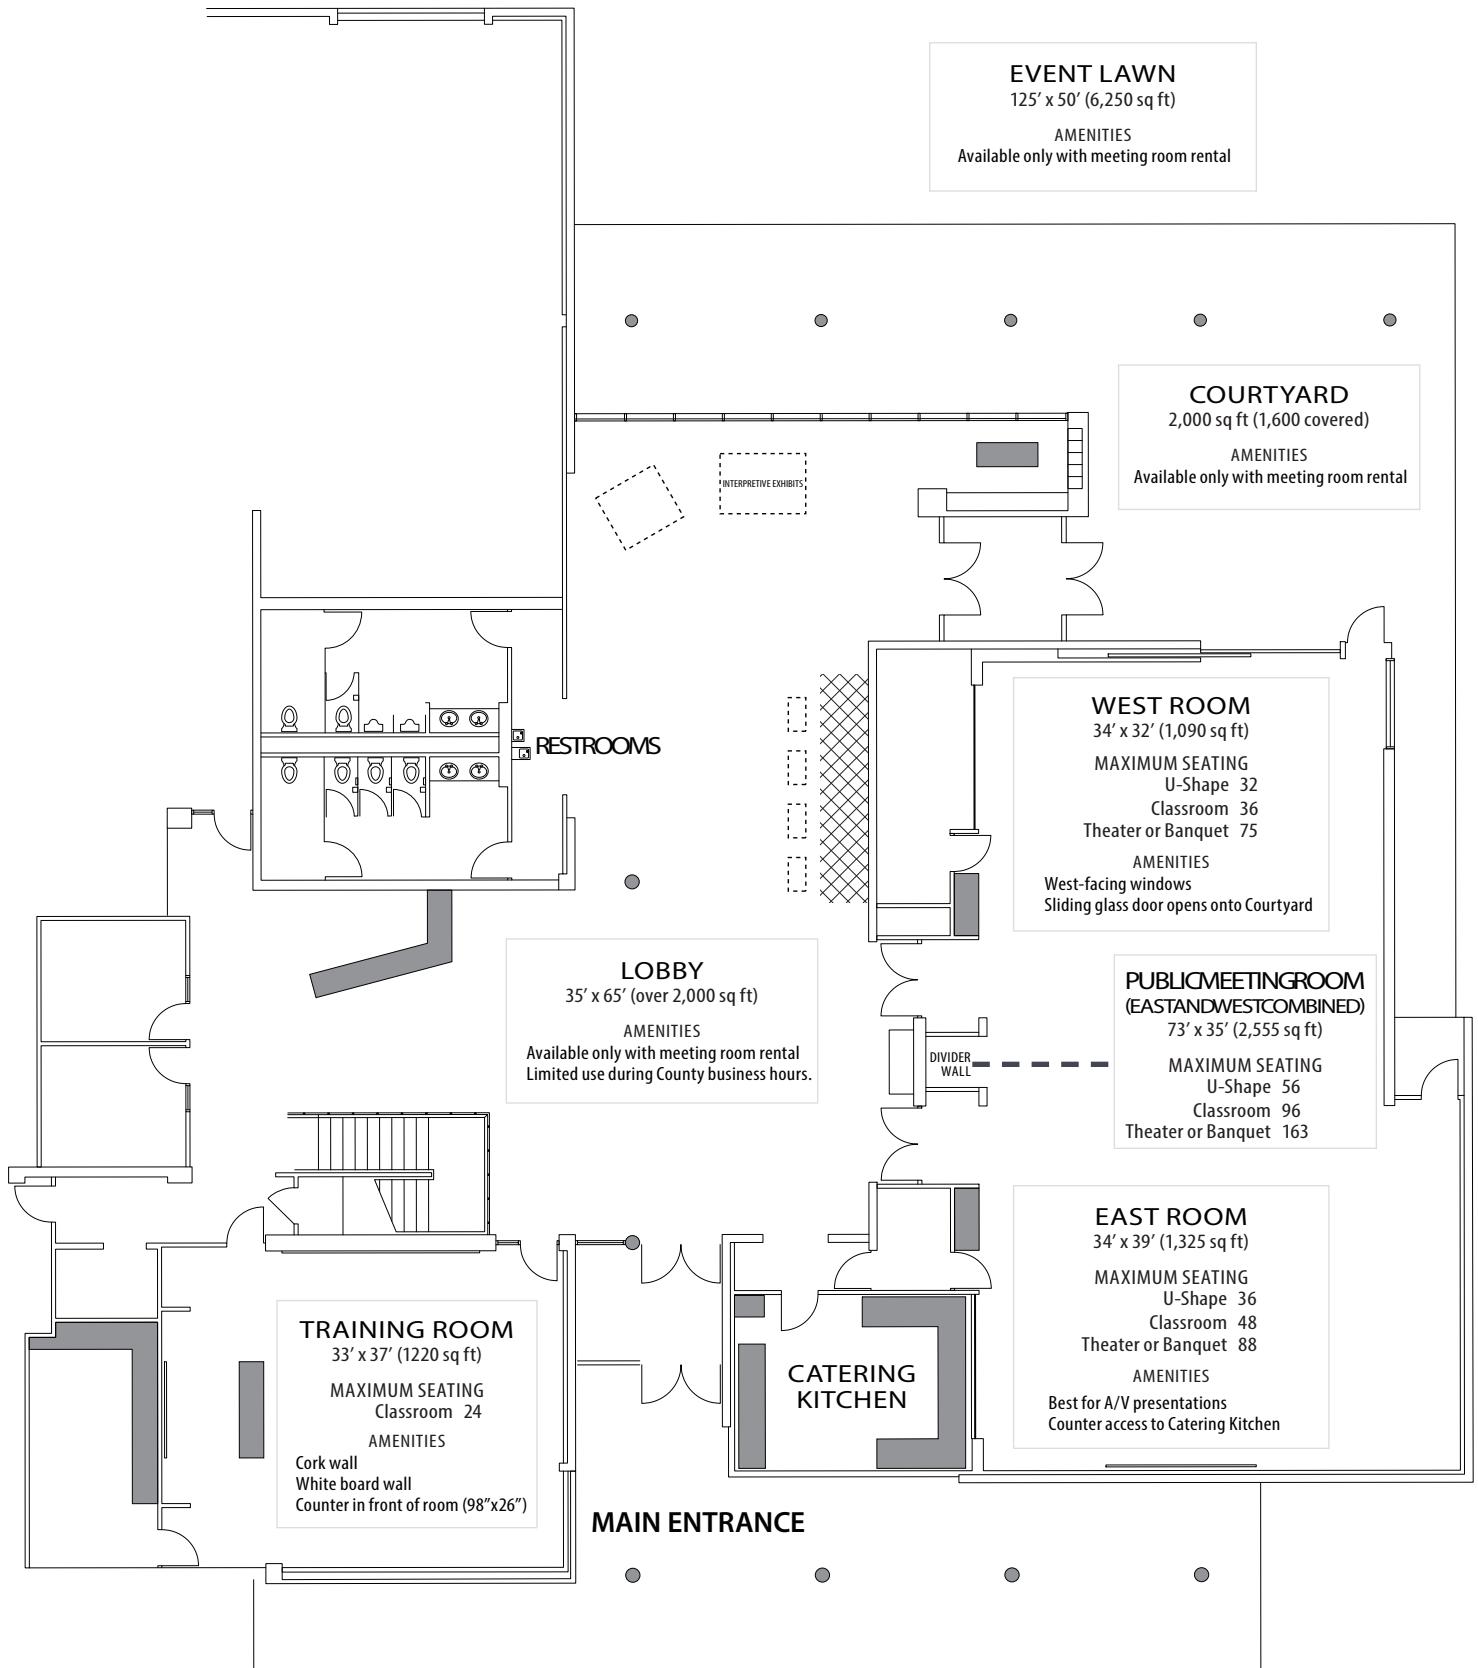 EVENT LAWN
125’ x 50’ (6,250 sq ft)
AMENITIES
Available only with meeting room rental
COURTYARD
2,000 sq ft (1,600 covered)
AMENITIES
Available only with meeting room rental
INTERPRETIVE EXHIBITS
RESTROOMS
WEST ROOM
34’ x 32’ (1,090 sq ft)
MAXIMUM SEATING
U-Shape 32
Classroom 36
Theater or Banquet 75
AMENITIES
West-facing windows
Sliding glass door opens onto Courtyard
LOBBY
35’ x 65’ (over 2,000 sq ft)
AMENITIES
Available only with meeting room rental
Limited use during County business hours.
DIVIDER
WALL
PUBLICMEETINGROOM
(EASTANDWESTCOMBINED)
73’ x 35’ (2,555 sq ft)
MAXIMUM SEATING
U-Shape 56
Classroom 96
Theater or Banquet 163
EAST ROOM
34’ x 39’ (1,325 sq ft)
MAXIMUM SEATING
U-Shape 36
Classroom 48
Theater or Banquet 88
AMENITIES
Best for A/V presentations
Counter access to Catering Kitchen
TRAINING ROOM
33’ x 37’ (1220 sq ft)
MAXIMUM SEATING
Classroom 24
AMENITIES
Cork wall
White board wall
Counter in front of room (98”x26”)
CATERING
KITCHEN
MAIN ENTRANCE